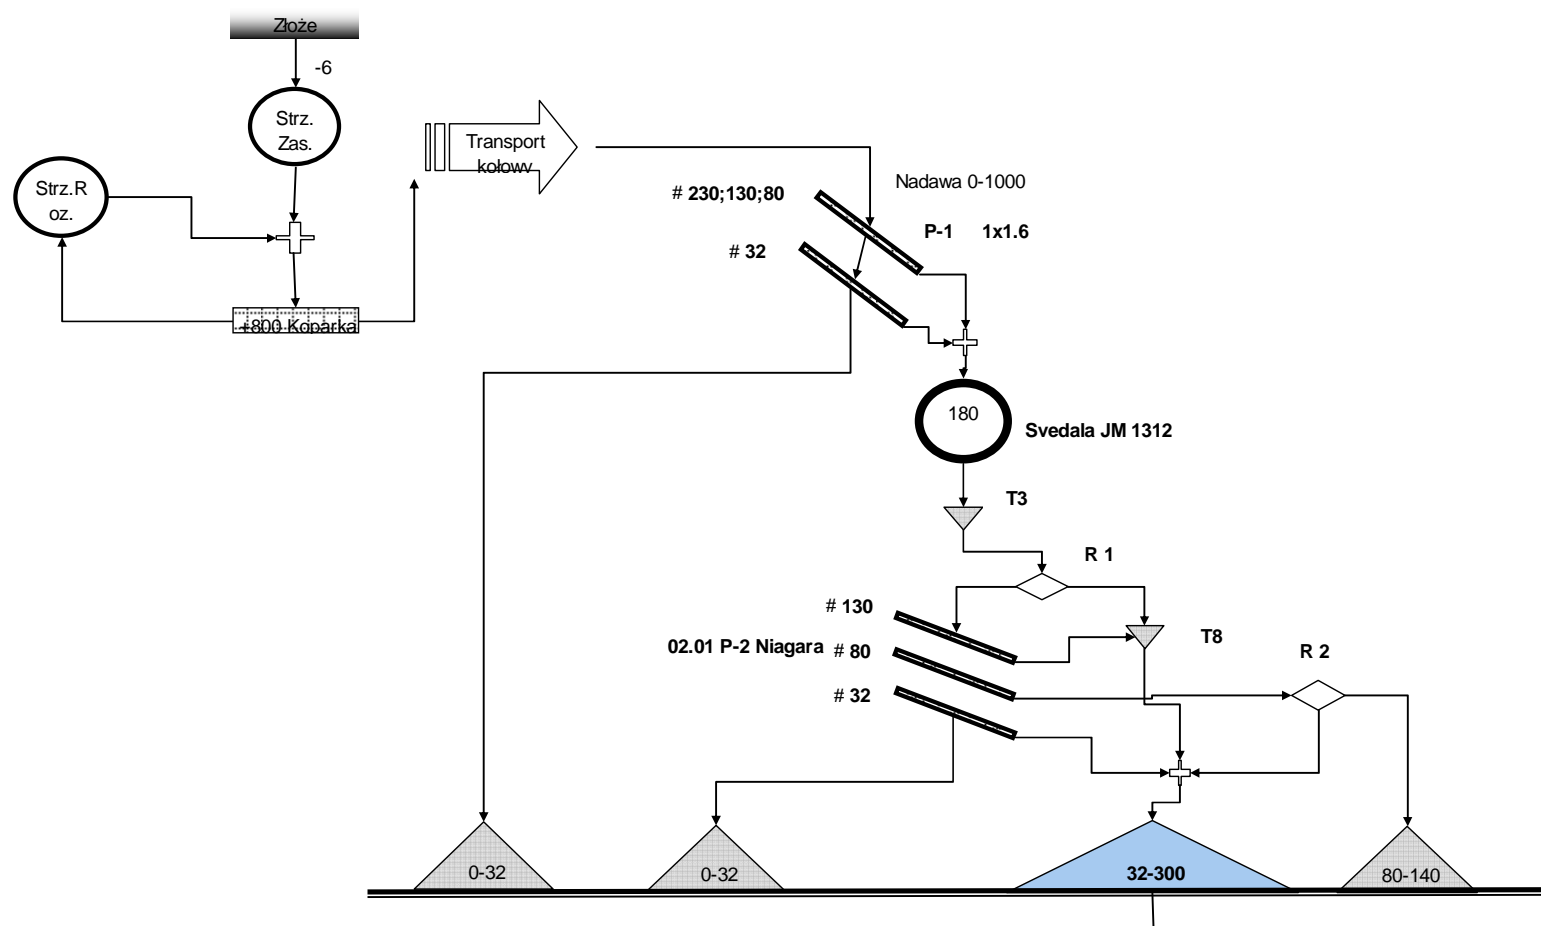 Złoże
-6
Strz.
Zas.
Strz.R
oz.
+800 Koparka
Transport
kołowy
Nadawa 0-1000
# 230;130;80
P-1 1x1.6
# 32
180
Svedala JM 1312
T3
R 1
# 130
02.01 P-2 Niagara # 80
T8
R 2
# 32
0-32
0-32
32-300
80-140